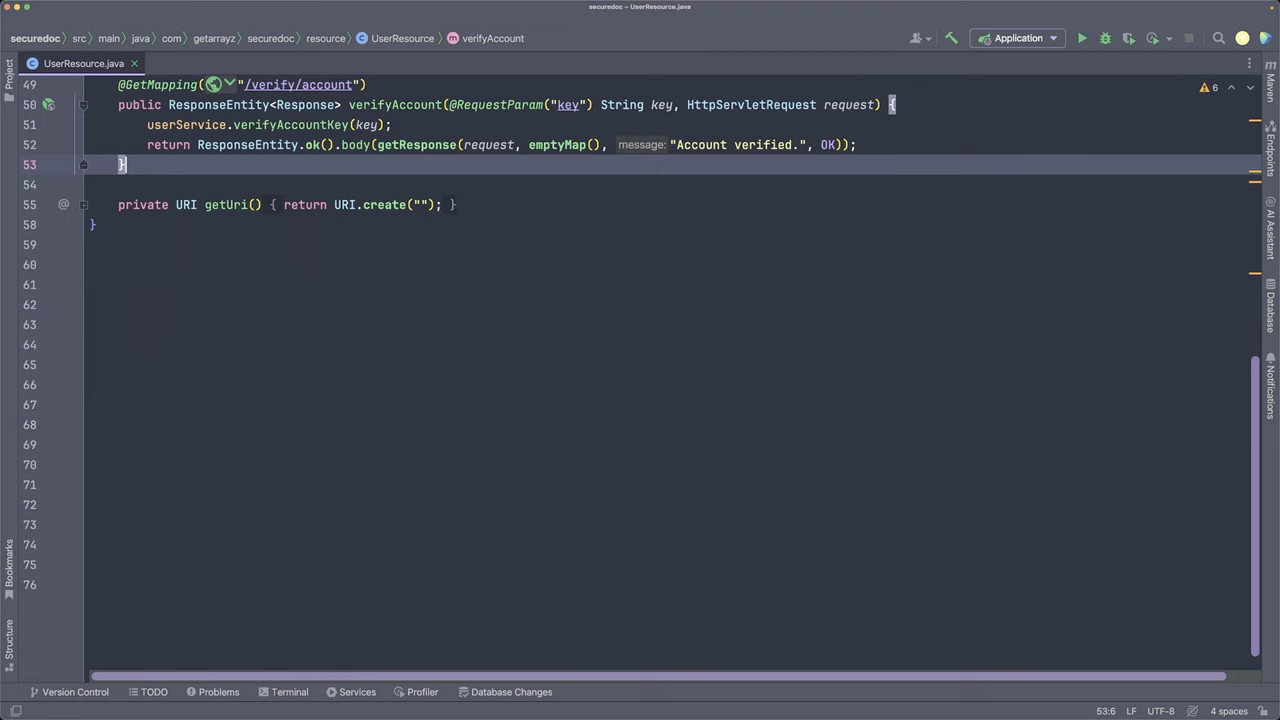 securedoc – UserResource.java
securedoc src main java com getarrayz securedoc resource UserResource verifyAccount Application
UserResource.java
49 @GetMapping("/verify/account")
50 public ResponseEntity<Response> verifyAccount(@RequestParam("key") String key, HttpServletRequest request) {
51 userService.verifyAccountKey(key);
52 return ResponseEntity.ok().body(getResponse(request, emptyMap(), message: "Account verified.", OK));
53 }
54
55 private URI getUri() { return URI.create(""); }
58 }
59
60
61
62
63
64
65
66
67
68
69
70
71
72
73
74
75
76
6
Project
Bookmarks
Structure
Maven
Endpoints
AI Assistant
Database
Notifications
Version Control TODO Problems Terminal Services Profiler Database Changes
53:6 LF UTF-8 4 spaces